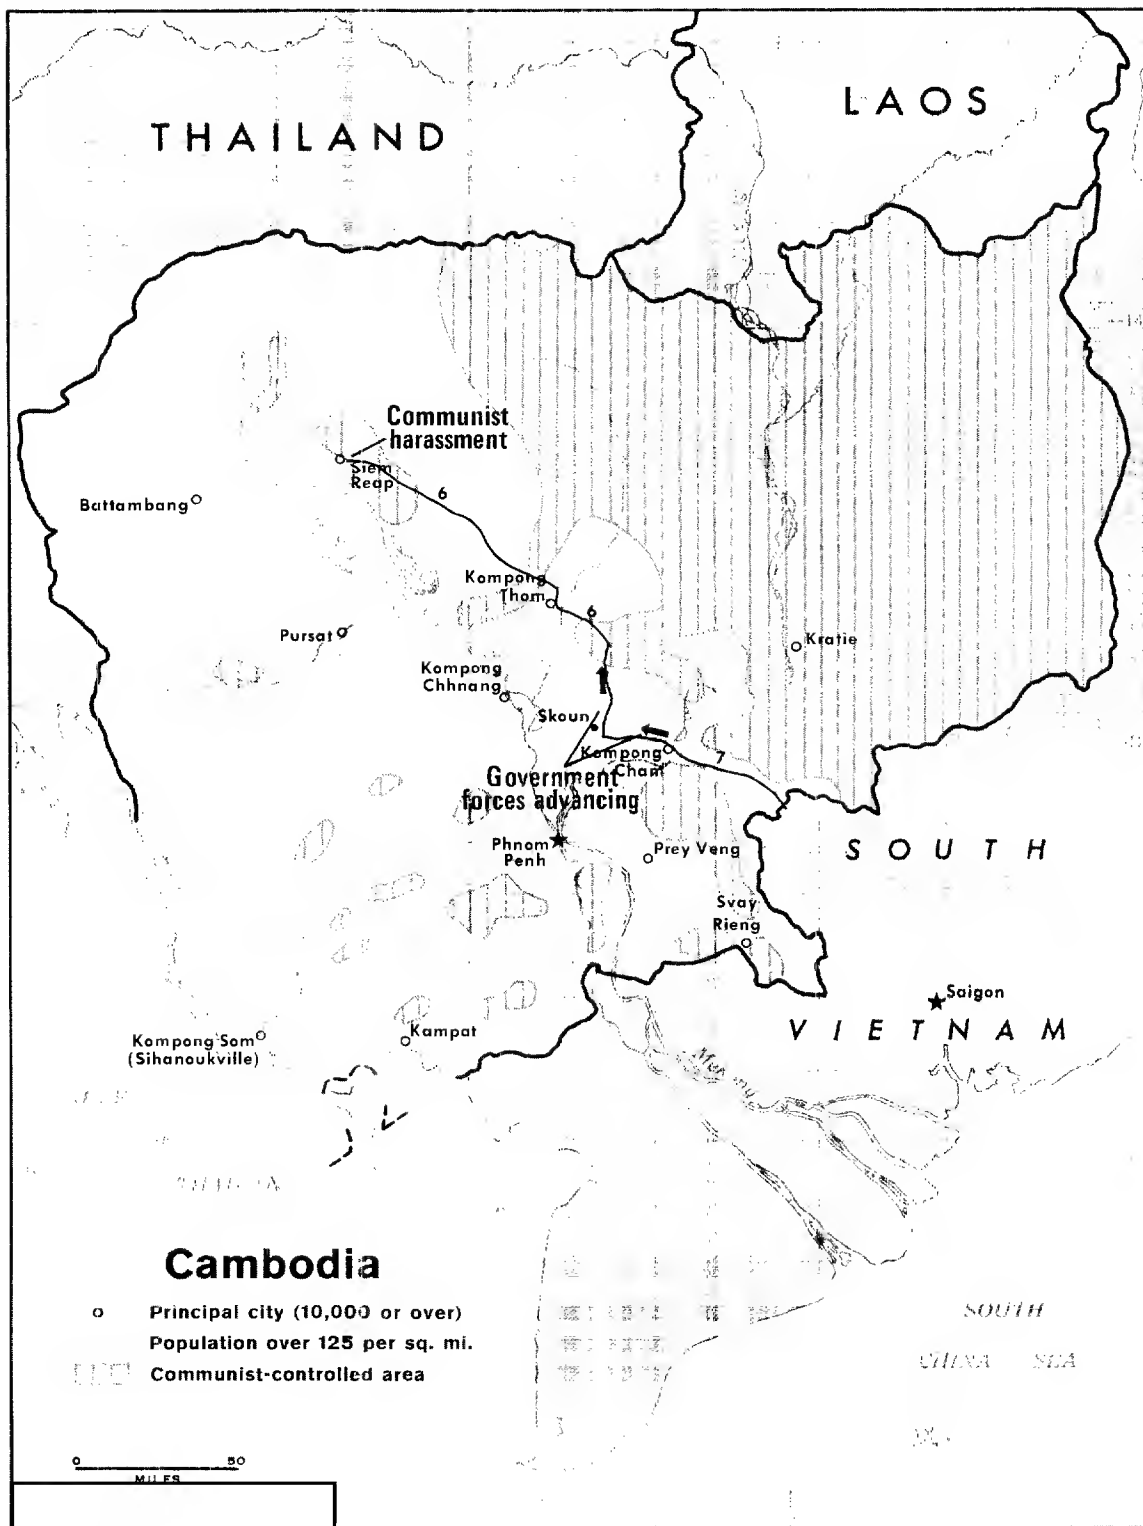 THAILAND
LAOS
Communist
harassment
Siem
Reap
6
Battambang
Kompong
Thom
6
Pursat
Kratie
Kompong
Chhnang
Skoun
Kompong
Cham
7
Government
forces advancing
Phnom
Penh
Prey Veng
SOUTH
Svay
Rieng
Saigon
VIETNAM
Kompong Som
(Sihanoukville)
Kampat
Mekong
Cambodia
Principal city (10,000 or over)
Population over 125 per sq. mi.
Communist-controlled area
SOUTH
CHINA SEA
0 50
MILES